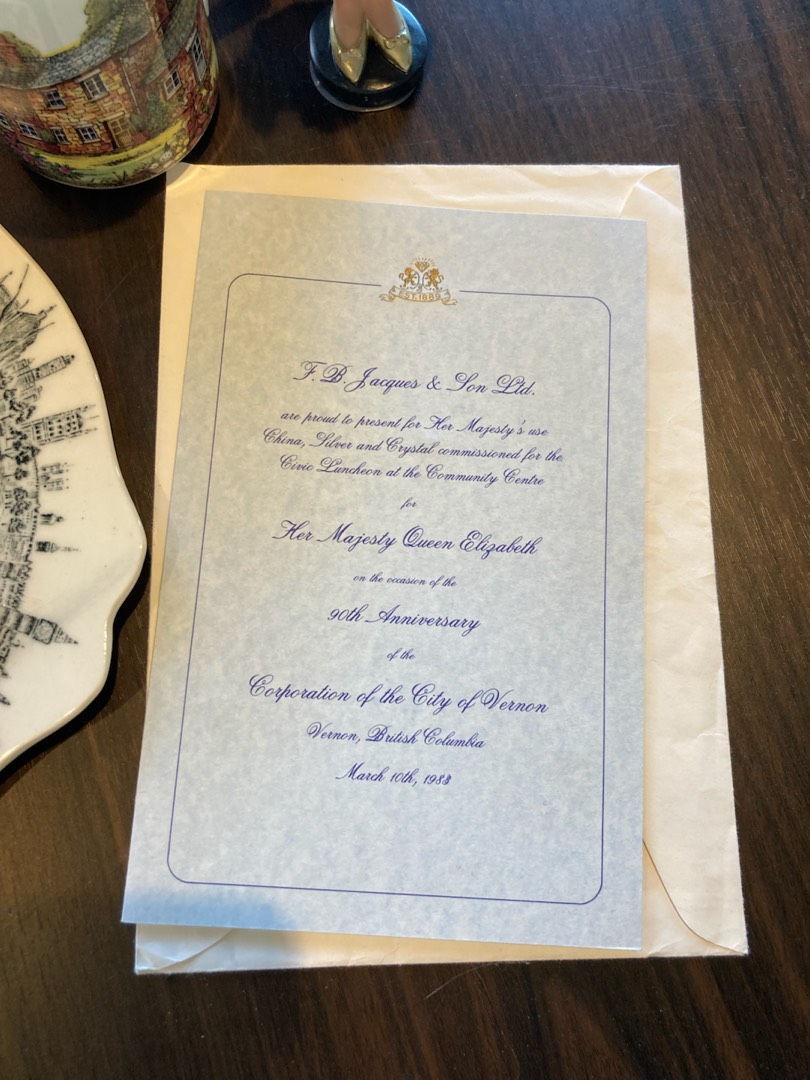 EST. 1889
F. B. Jacques & Son Ltd.
are proud to present for Her Majesty's use
China, Silver and Crystal commissioned for the
Civic Luncheon at the Community Centre
for
Her Majesty Queen Elizabeth
on the occasion of the
90th Anniversary
of the
Corporation of the City of Vernon
Vernon, British Columbia
March 10th, 1983